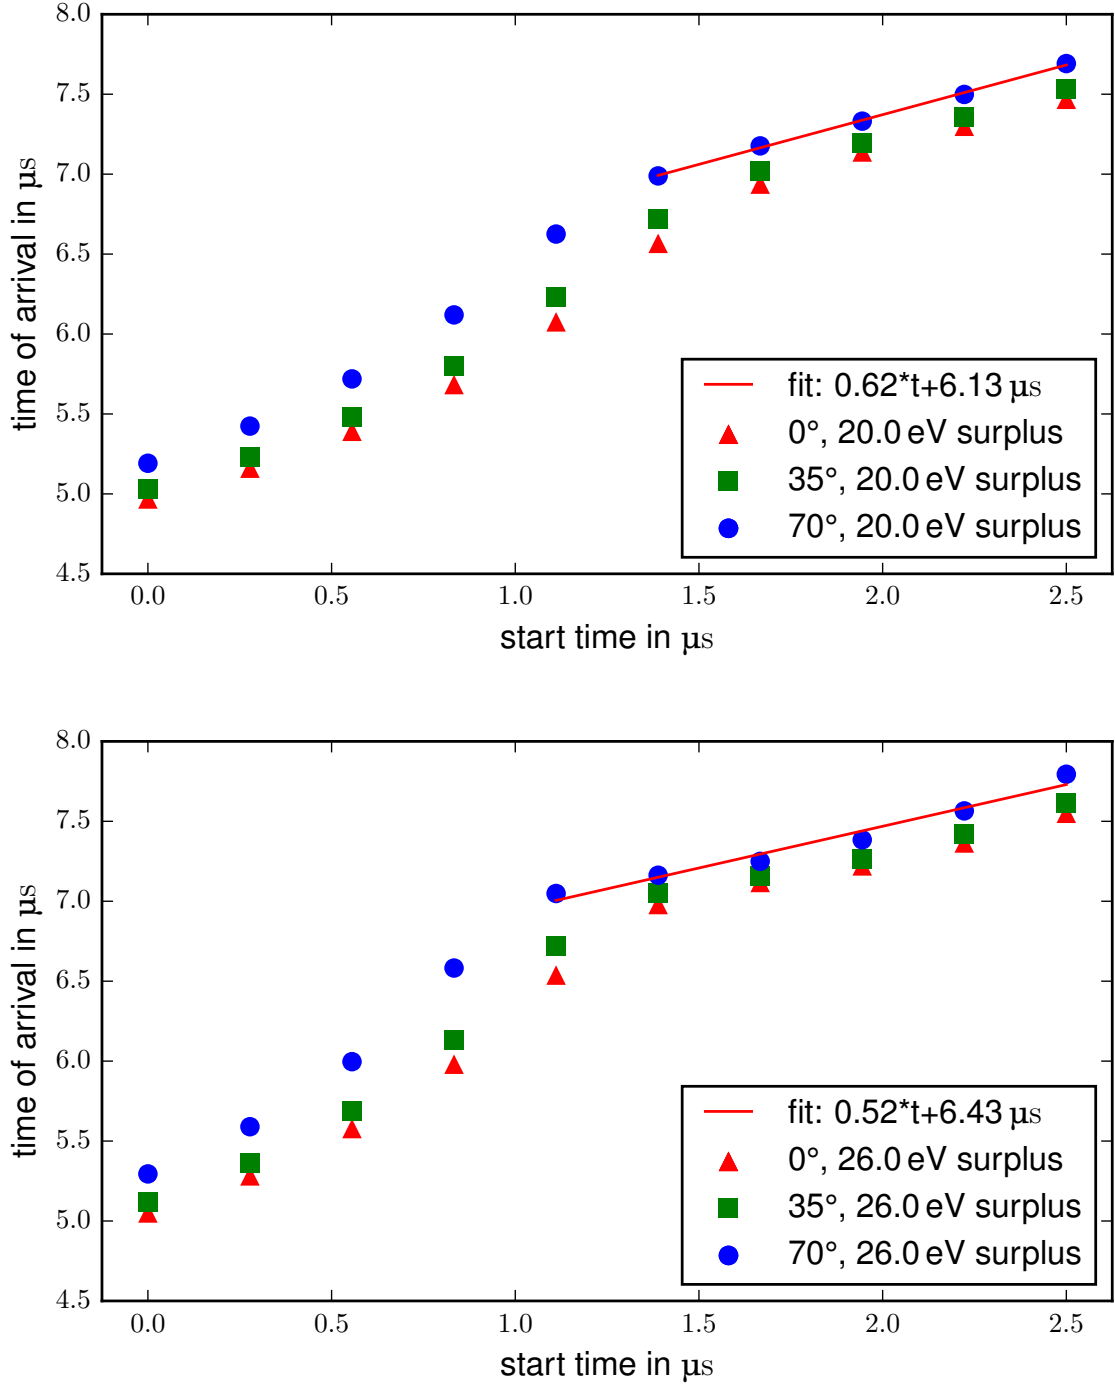 8.0
7.5
7.0
6.5
6.0
5.5
5.0
4.5
time of arrival in µs
fit: 0.62*t+6.13 µs
0°, 20.0 eV surplus
35°, 20.0 eV surplus
70°, 20.0 eV surplus
0.0 0.5 1.0 1.5 2.0 2.5
start time in µs
8.0
7.5
7.0
6.5
6.0
5.5
5.0
4.5
time of arrival in µs
fit: 0.52*t+6.43 µs
0°, 26.0 eV surplus
35°, 26.0 eV surplus
70°, 26.0 eV surplus
0.0 0.5 1.0 1.5 2.0 2.5
start time in µs